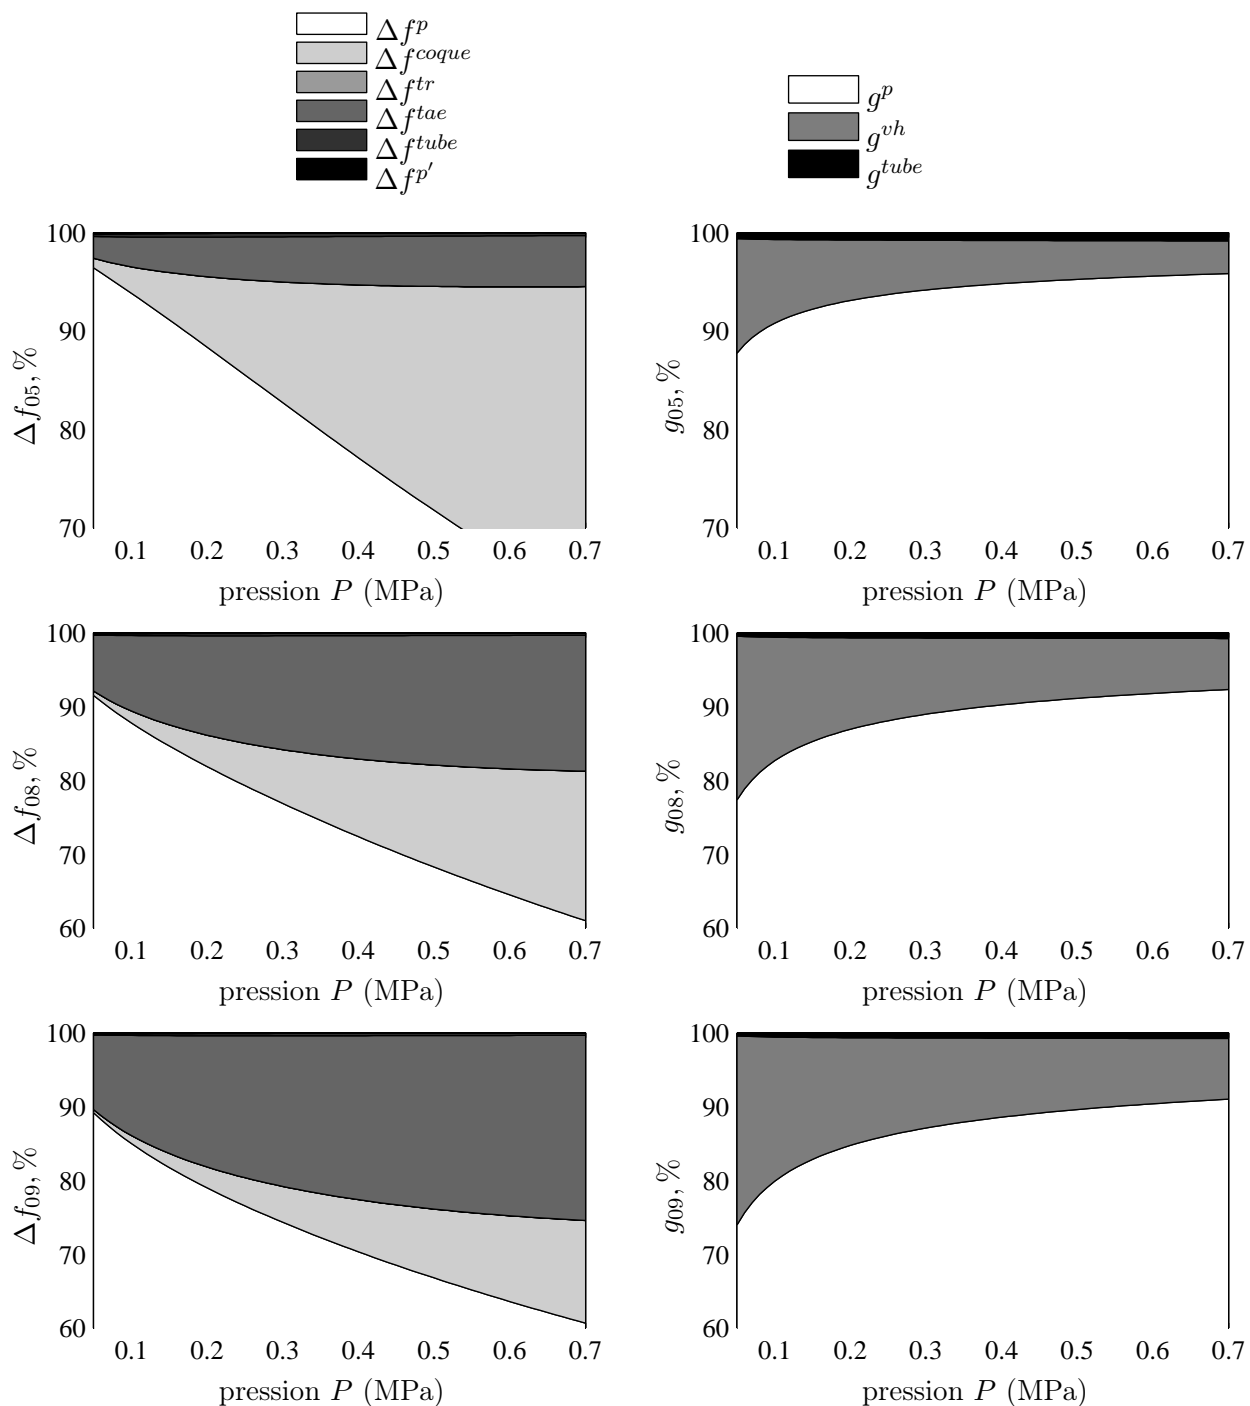 Δf^p
Δf^coque
Δf^tr
Δf^tae
Δf^tube
Δf^p′
g^p
g^vh
g^tube
100
90
80
70
Δf_05, %
0.1 0.2 0.3 0.4 0.5 0.6 0.7
pression P (MPa)
100
90
80
70
g_05, %
0.1 0.2 0.3 0.4 0.5 0.6 0.7
pression P (MPa)
100
90
80
70
60
Δf_08, %
0.1 0.2 0.3 0.4 0.5 0.6 0.7
pression P (MPa)
100
90
80
70
60
g_08, %
0.1 0.2 0.3 0.4 0.5 0.6 0.7
pression P (MPa)
100
90
80
70
60
Δf_09, %
0.1 0.2 0.3 0.4 0.5 0.6 0.7
pression P (MPa)
100
90
80
70
60
g_09, %
0.1 0.2 0.3 0.4 0.5 0.6 0.7
pression P (MPa)